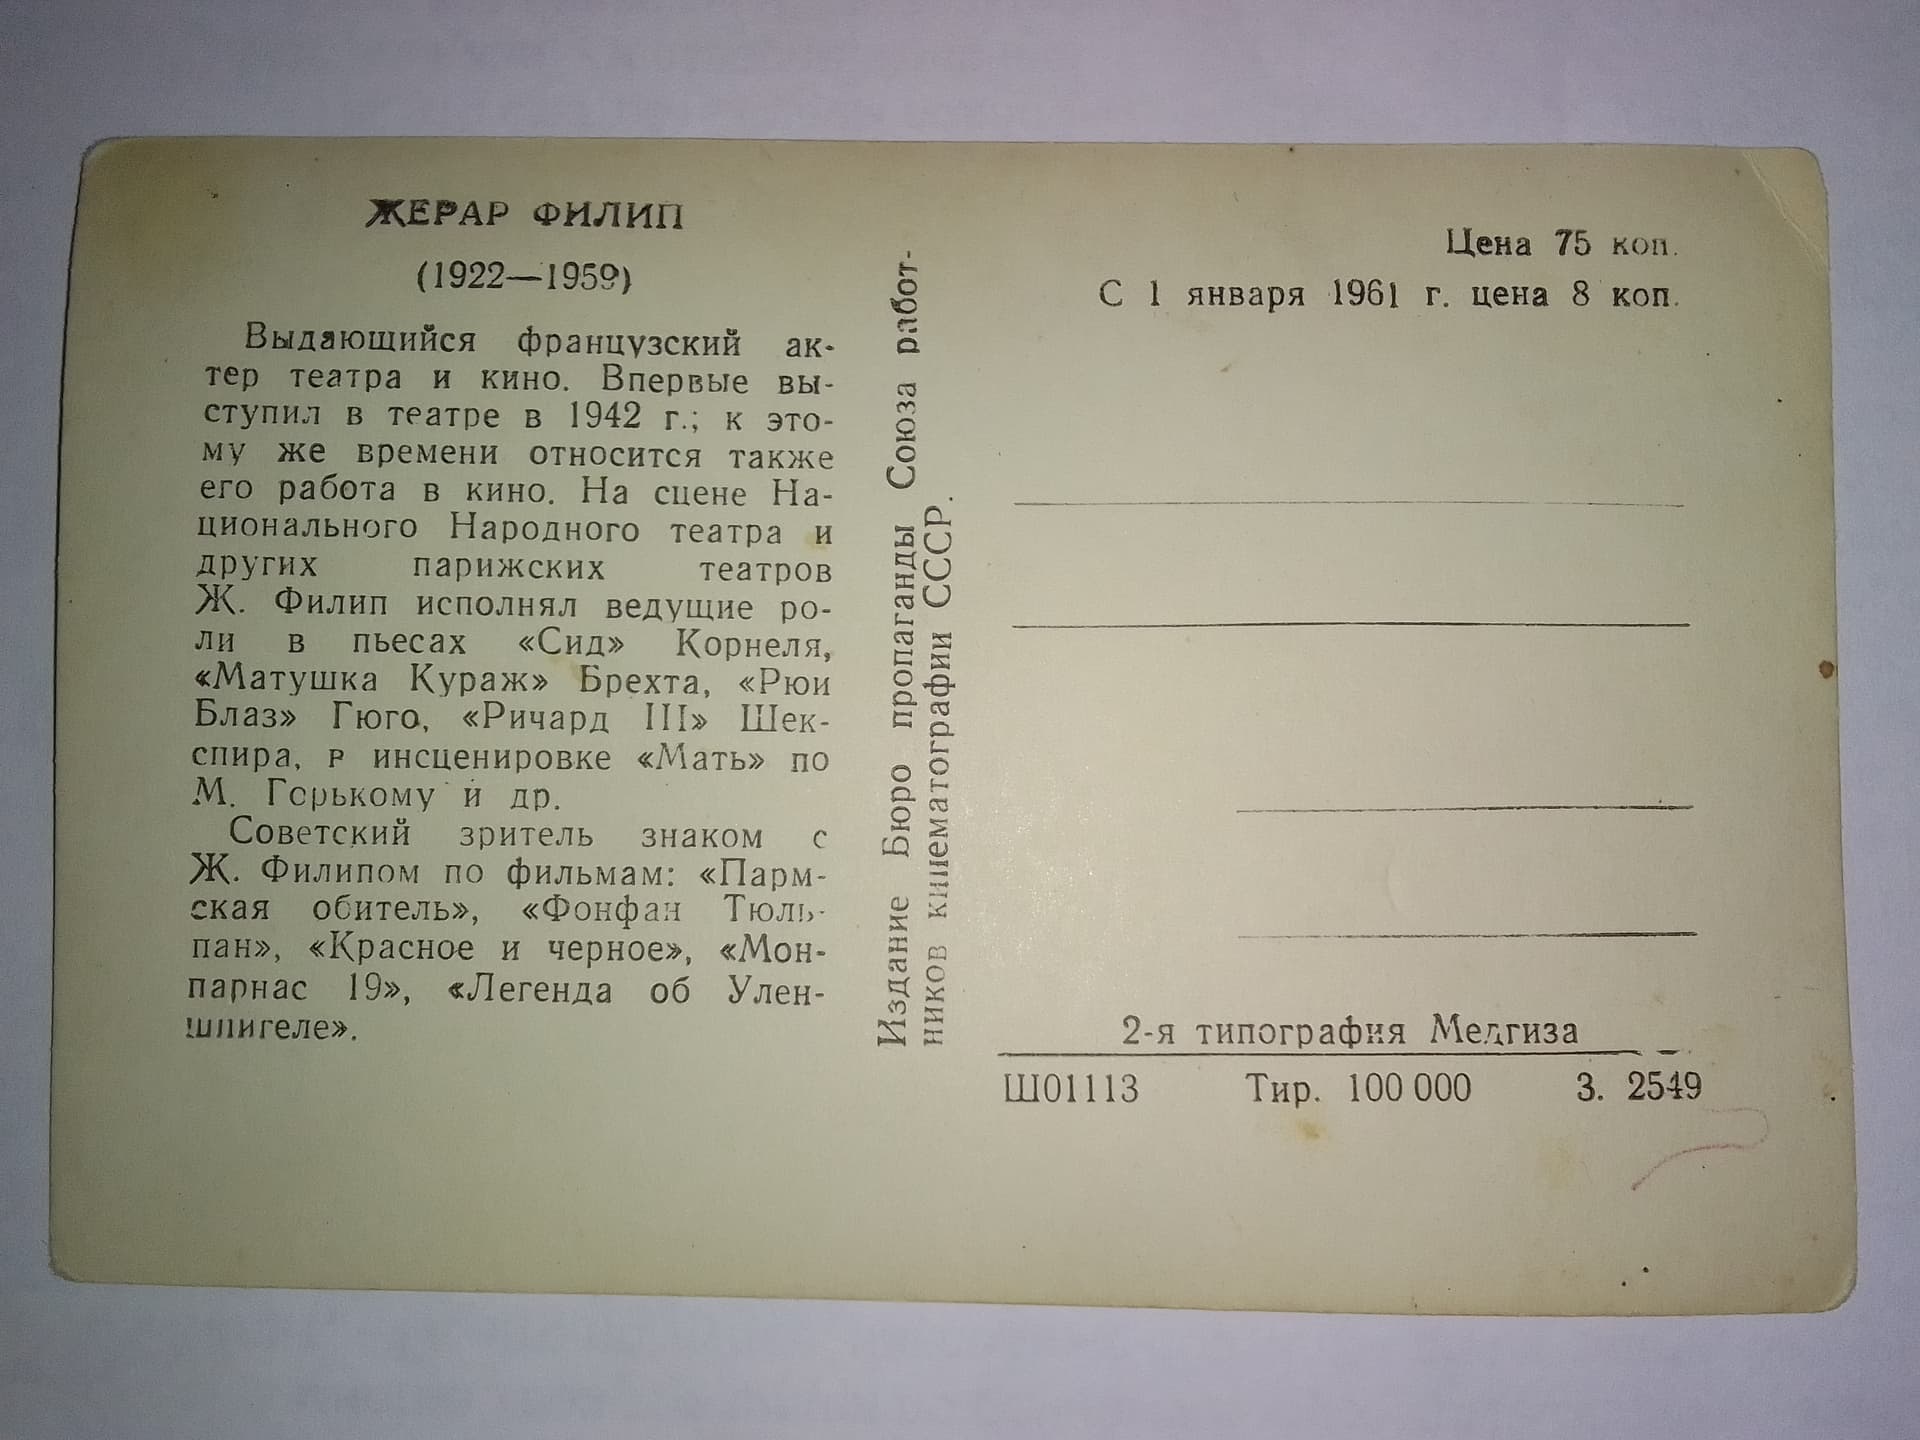 ЖЕРАР ФИЛИП
(1922—1959)
Выдающийся французский ак-
тер театра и кино. Впервые вы-
ступил в театре в 1942 г.; к это-
му же времени относится также
его работа в кино. На сцене На-
ционального Народного театра и
других парижских театров
Ж. Филип исполнял ведущие ро-
ли в пьесах «Сид» Корнеля,
«Матушка Кураж» Брехта, «Рюи
Блаз» Гюго, «Ричард III» Шек-
спира, в инсценировке «Мать» по
М. Горькому и др.
Советский зритель знаком с
Ж. Филипом по фильмам: «Парм-
ская обитель», «Фонфан Тюль-
пан», «Красное и черное», «Мон-
парнас 19», «Легенда об Улен-
шпигеле».
Издание Бюро пропаганды Союза работ-
ников кинематографии СССР.
Цена 75 коп.
С 1 января 1961 г. цена 8 коп.
2-я типография Медгиза
Ш01113 Тир. 100 000 З. 2549